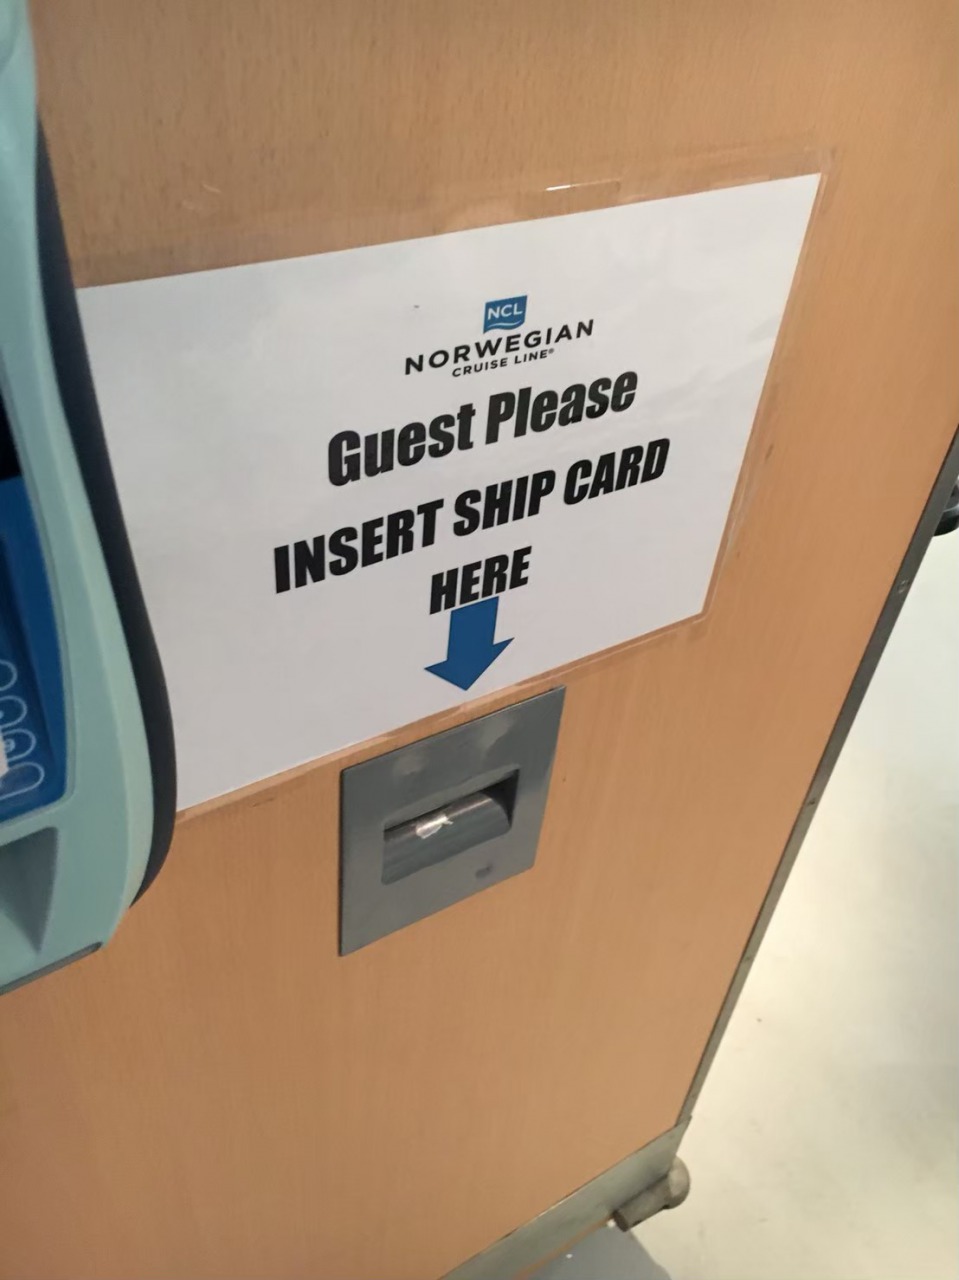 NCL
NORWEGIAN
CRUISE LINE®
Guest Please
INSERT SHIP CARD
HERE